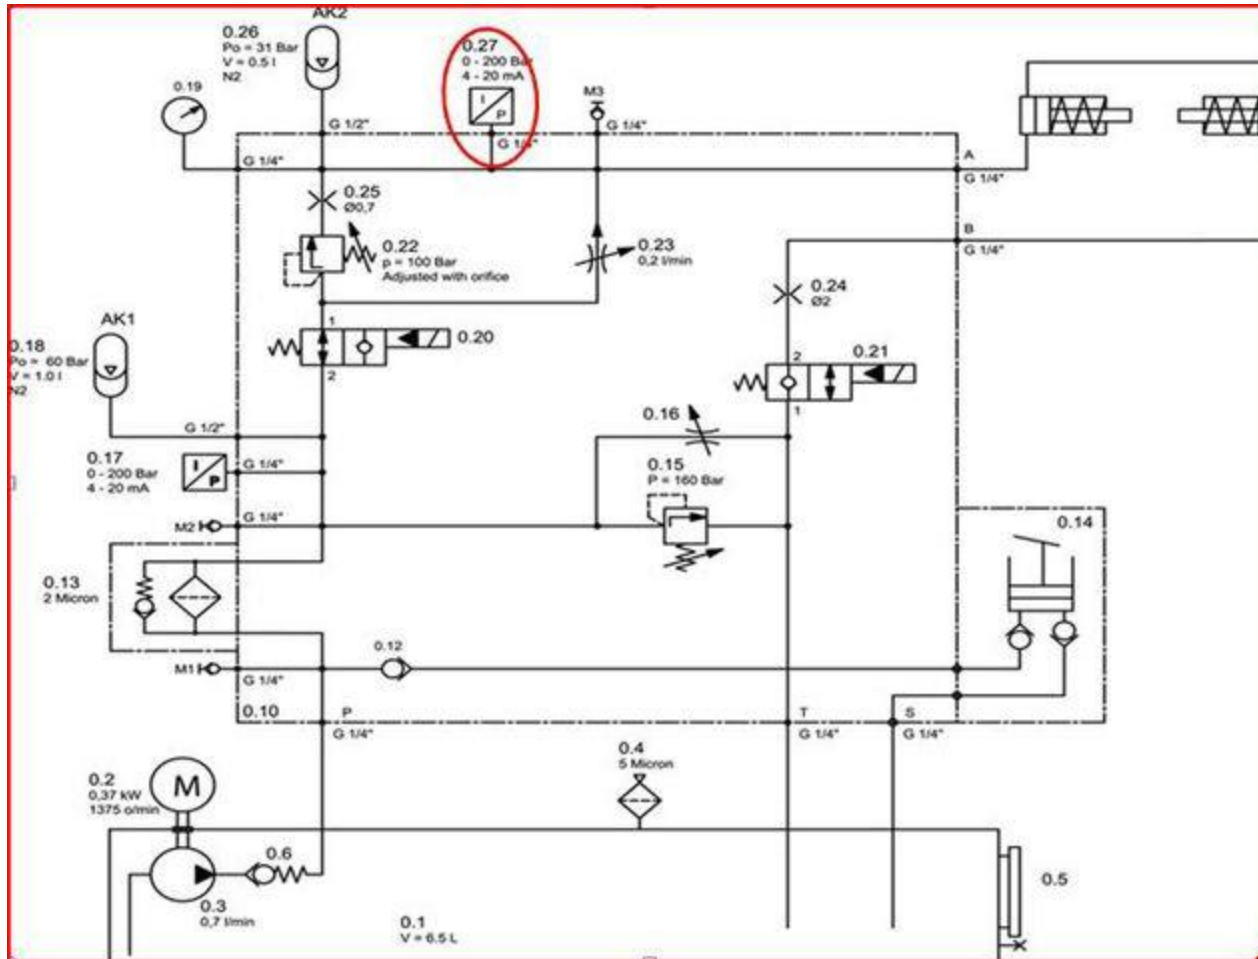 AK2
0.26
Po = 31 Bar
V = 0.5 l
N2
0.27
0 - 200 Bar
4 - 20 mA
I
P
0.19
M3
G 1/2"
G 1/4"
G 1/4"
G 1/4"
A
G 1/4"
0.25
Ø0,7
0.22
p = 100 Bar
Adjusted with orifice
0.23
0,2 l/min
B
G 1/4"
0.24
Ø2
AK1
0.18
Po = 60 Bar
V = 1.0 l
N2
1
0.20
2
0.21
2
1
G 1/2"
0.16
0.17
0 - 200 Bar
4 - 20 mA
I
P
G 1/4"
0.15
P = 160 Bar
M2
G 1/4"
0.14
0.13
2 Micron
0.12
M1
G 1/4"
0.10
P
G 1/4"
T
G 1/4"
S
G 1/4"
0.4
5 Micron
0.2
0,37 kW
1375 o/min
M
0.6
0.3
0,7 l/min
0.1
V = 6.5 L
0.5